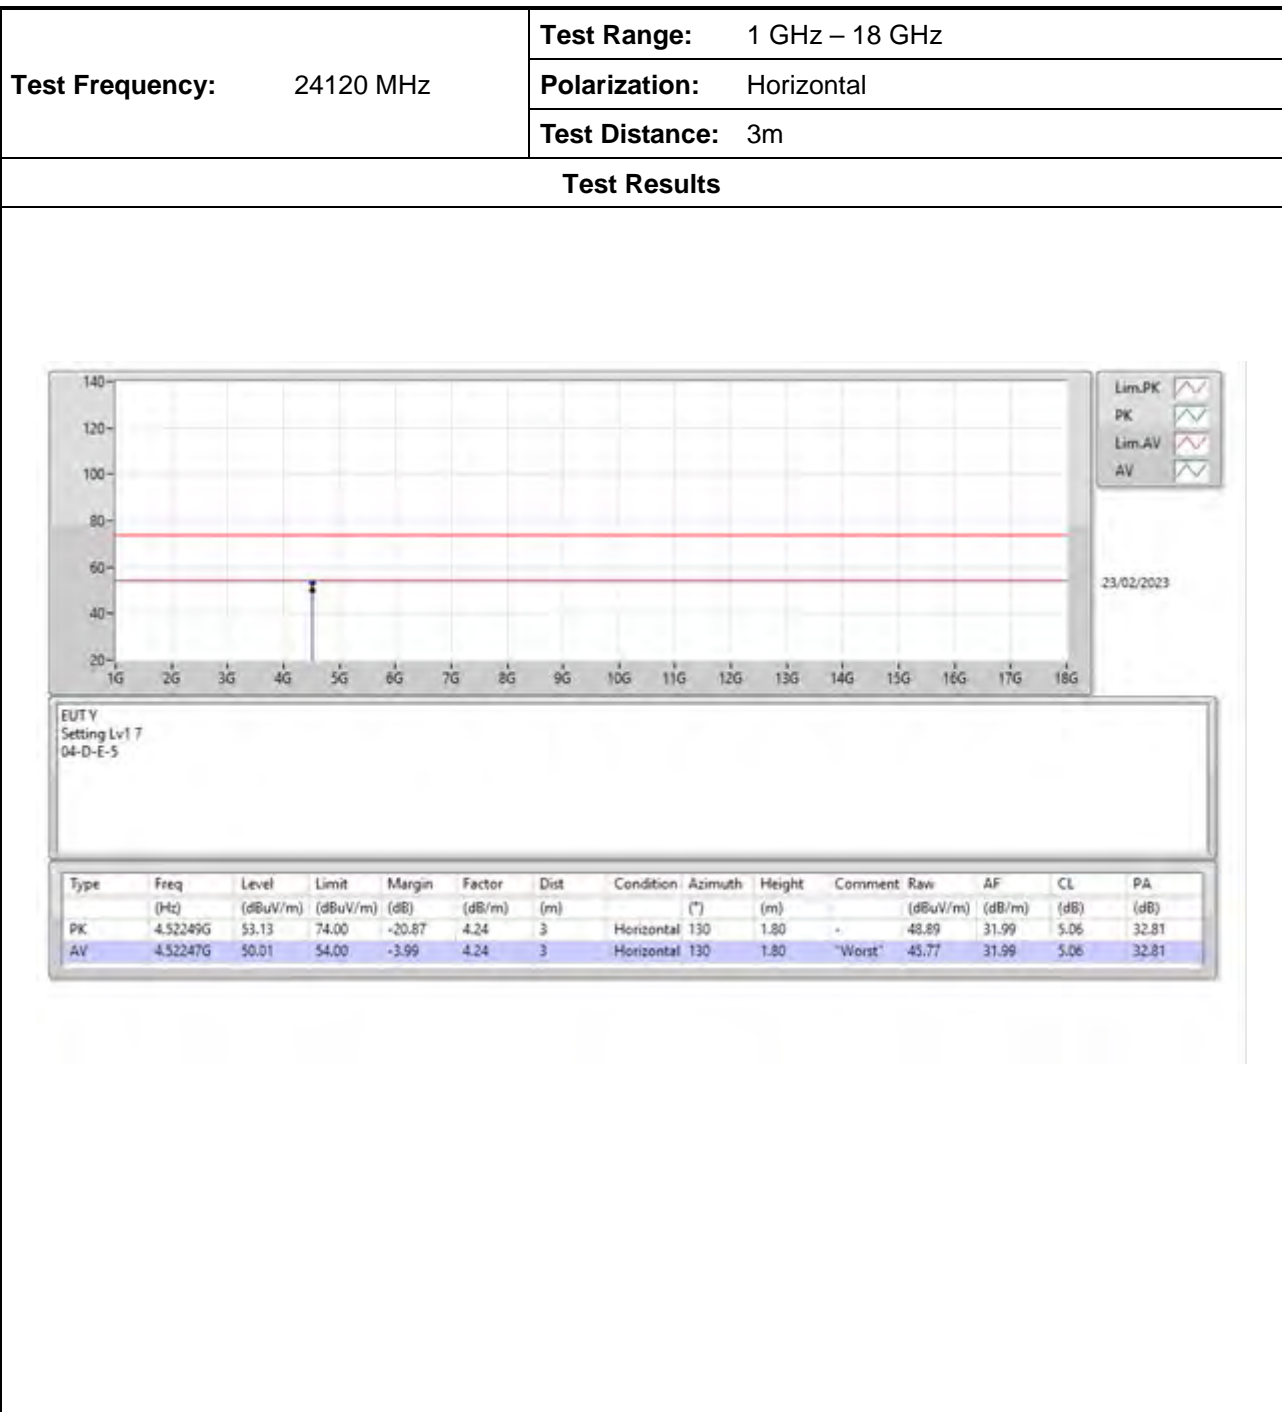 Test Frequency: 24120 MHz
Test Range: 1 GHz – 18 GHz
Polarization: Horizontal
Test Distance: 3m
Test Results
140
120
100
80
60
40
20
1G 2G 3G 4G 5G 6G 7G 8G 9G 10G 11G 12G 13G 14G 15G 16G 17G 18G
Lim.PK
PK
Lim.AV
AV
23/02/2023
EUT Y
Setting Lv1 7
04-D-E-5
Type Freq Level Limit Margin Factor Dist Condition Azimuth Height Comment Raw AF CL PA
(Hz) (dBuV/m) (dBuV/m) (dB) (dB/m) (m) (°) (m) (dBuV/m) (dB/m) (dB) (dB)
PK 4.52249G 53.13 74.00 -20.87 4.24 3 Horizontal 130 1.80 - 48.89 31.99 5.06 32.81
AV 4.52247G 50.01 54.00 -3.99 4.24 3 Horizontal 130 1.80 "Worst" 45.77 31.99 5.06 32.81